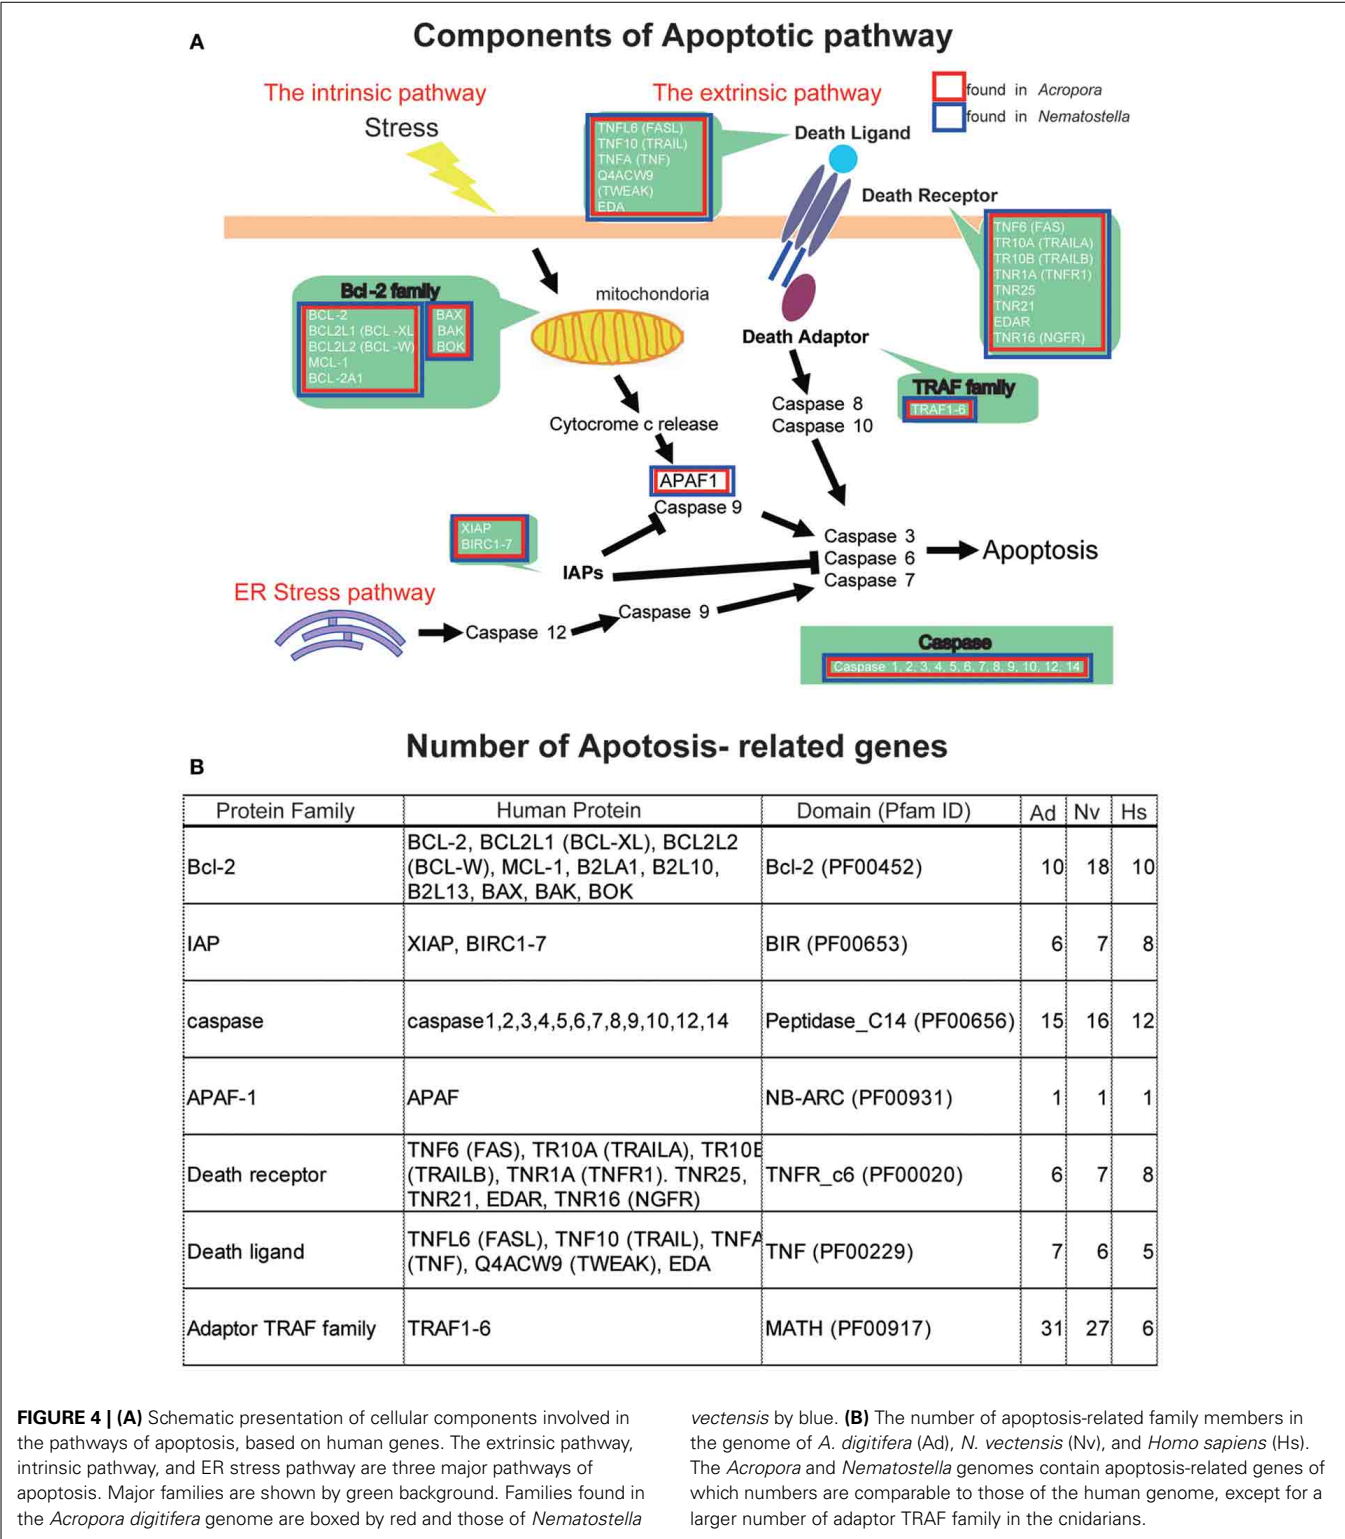 A
Components of Apoptotic pathway
The intrinsic pathway
The extrinsic pathway
found in Acropora
found in Nematostella
Stress
TNFL6 (FASL)
TNF10 (TRAIL)
TNFA (TNF)
Q4ACW9
(TWEAK)
EDA
Death Ligand
Death Receptor
TNF6 (FAS)
TR10A (TRAILA)
TR10B (TRAILB)
TNR1A (TNFR1)
TNR25
TNR21
EDAR
TNR16 (NGFR)
Bcl-2 family
BCL-2
BCL2L1 (BCL -XL
BCL2L2 (BCL -W)
MCL-1
BCL-2A1
BAX
BAK
BOK
mitochondoria
Death Adaptor
TRAF family
TRAF1-6
Caspase 8
Caspase 10
Cytocrome c release
APAF1
Caspase 9
XIAP
BIRC1-7
IAPs
Caspase 3
Caspase 6
Caspase 7
Apoptosis
ER Stress pathway
Caspase 12
Caspase 9
Caspase
Caspase 1, 2, 3, 4, 5, 6, 7, 8, 9, 10, 12, 14
Number of Apotosis- related genes
B
Protein Family Human Protein Domain (Pfam ID) Ad Nv Hs
BCL-2, BCL2L1 (BCL-XL), BCL2L2
Bcl-2 (BCL-W), MCL-1, B2LA1, B2L10, Bcl-2 (PF00452) 10 18 10
B2L13, BAX, BAK, BOK
IAP XIAP, BIRC1-7 BIR (PF00653) 6 7 8
caspase caspase1,2,3,4,5,6,7,8,9,10,12,14 Peptidase_C14 (PF00656) 15 16 12
APAF-1 APAF NB-ARC (PF00931) 1 1 1
TNF6 (FAS), TR10A (TRAILA), TR10B
Death receptor (TRAILB), TNR1A (TNFR1). TNR25, TNFR_c6 (PF00020) 6 7 8
TNR21, EDAR, TNR16 (NGFR)
TNFL6 (FASL), TNF10 (TRAIL), TNFA
Death ligand (TNF), Q4ACW9 (TWEAK), EDA TNF (PF00229) 7 6 5
Adaptor TRAF family TRAF1-6 MATH (PF00917) 31 27 6
FIGURE 4 | (A) Schematic presentation of cellular components involved in
the pathways of apoptosis, based on human genes. The extrinsic pathway,
intrinsic pathway, and ER stress pathway are three major pathways of
apoptosis. Major families are shown by green background. Families found in
the Acropora digitifera genome are boxed by red and those of Nematostella
vectensis by blue. (B) The number of apoptosis-related family members in
the genome of A. digitifera (Ad), N. vectensis (Nv), and Homo sapiens (Hs).
The Acropora and Nematostella genomes contain apoptosis-related genes of
which numbers are comparable to those of the human genome, except for a
larger number of adaptor TRAF family in the cnidarians.